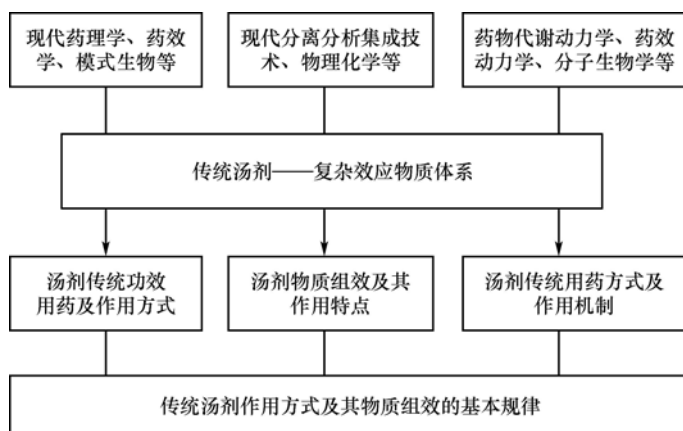 现代药理学、药效
学、模式生物等
现代分离分析集成技
术、物理化学等
药物代谢动力学、药效
动力学、分子生物学等
传统汤剂——复杂效应物质体系
汤剂传统功效
用药及作用方式
汤剂物质组效及其
作用特点
汤剂传统用药方式及
作用机制
传统汤剂作用方式及其物质组效的基本规律